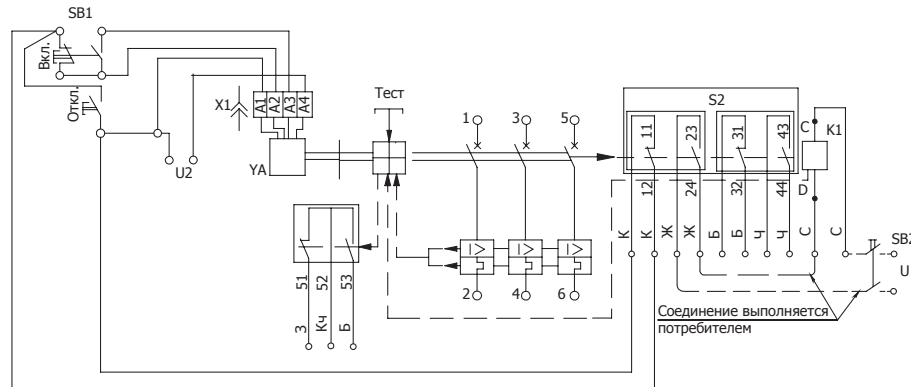 SB1
Вкл.
Откл.
X1
A1 A2 A3 A4
YA
U2
Тест
1 3 5
I> I> I>
2 4 6
51 52 53
З Кч Б
S2
11 23 31 43
12 24 32 44
C
K1
D
К К Ж Ж Б Б Ч Ч С С
SB2
U
Соединение выполняется
потребителем